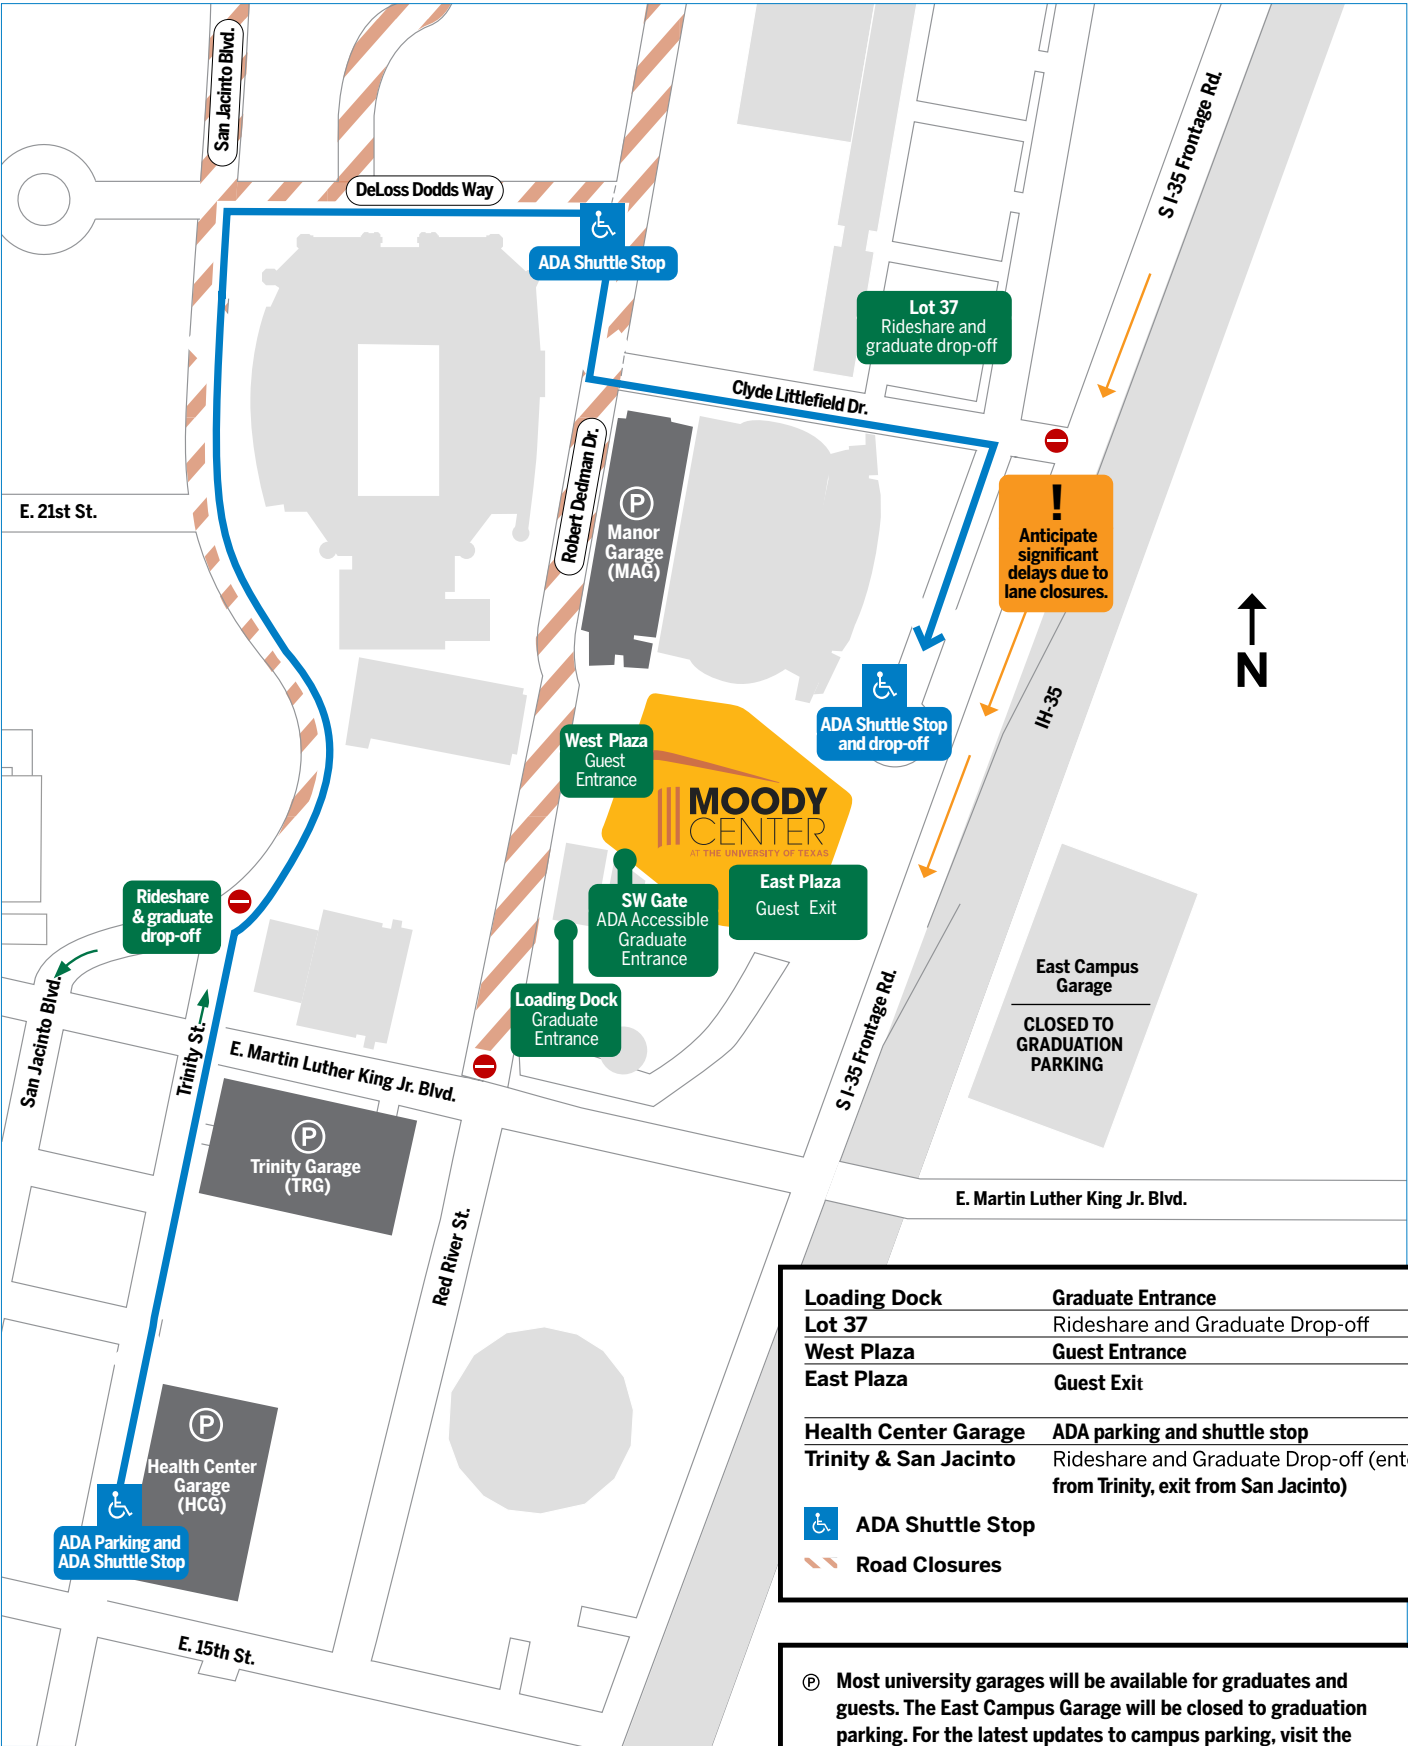 San Jacinto Blvd.
DeLoss Dodds Way
S I-35 Frontage Rd.
ADA Shuttle Stop
Lot 37
Rideshare and
graduate drop-off
Clyde Littlefield Dr.
Robert Dedman Dr.
E. 21st St.
P
Manor
Garage
(MAG)
!
Anticipate
significant
delays due to
lane closures.
N
IH-35
ADA Shuttle Stop
and drop-off
West Plaza
Guest
Entrance
MOODY
CENTER
AT THE UNIVERSITY OF TEXAS
East Plaza
Guest Exit
SW Gate
ADA Accessible
Graduate
Entrance
Rideshare
& graduate
drop-off
Loading Dock
Graduate
Entrance
East Campus
Garage
CLOSED TO
GRADUATION
PARKING
San Jacinto Blvd.
Trinity St.
E. Martin Luther King Jr. Blvd.
S I-35 Frontage Rd.
P
Trinity Garage
(TRG)
E. Martin Luther King Jr. Blvd.
Red River St.
P
Health Center
Garage
(HCG)
ADA Parking and
ADA Shuttle Stop
E. 15th St.
Loading Dock Graduate Entrance
Lot 37 Rideshare and Graduate Drop-off
West Plaza Guest Entrance
East Plaza Guest Exit
Health Center Garage ADA parking and shuttle stop
Trinity & San Jacinto Rideshare and Graduate Drop-off (ent
from Trinity, exit from San Jacinto)
ADA Shuttle Stop
Road Closures
P Most university garages will be available for graduates and
guests. The East Campus Garage will be closed to graduation
parking. For the latest updates to campus parking, visit the